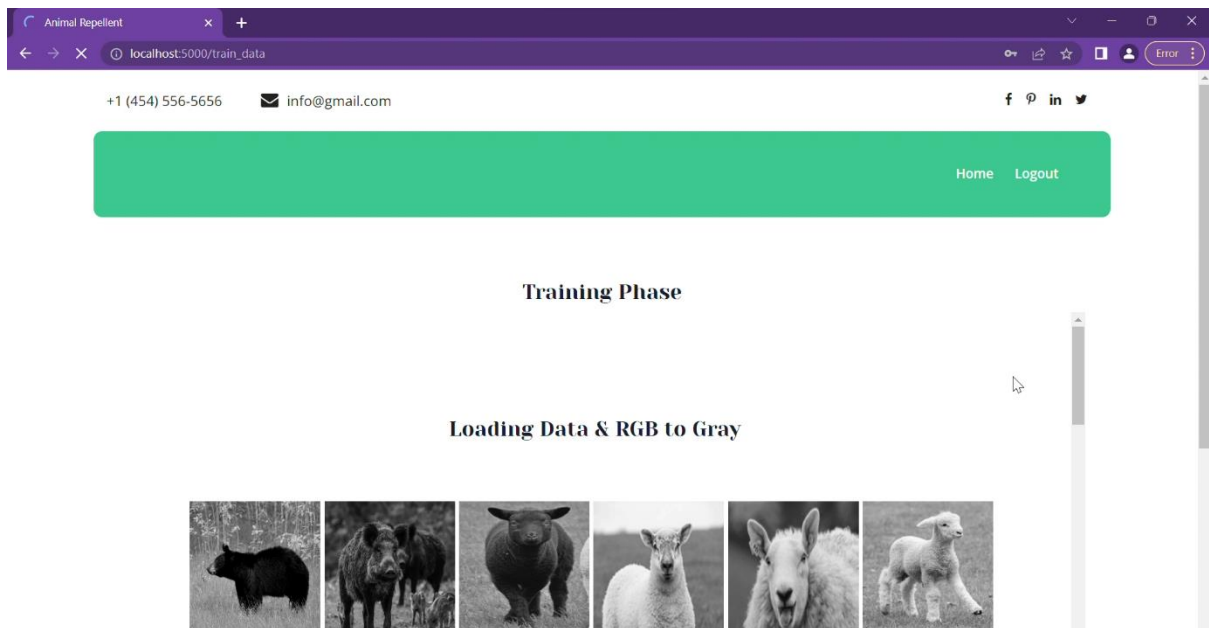 Animal Repellent
localhost:5000/train_data
Error
+1 (454) 556-5656 info@gmail.com
Home Logout
Training Phase
Loading Data & RGB to Gray